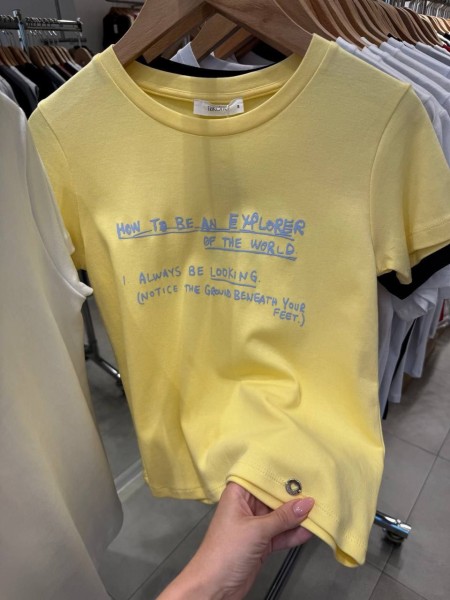 HOW TO BE AN EXPLORER
OF THE WORLD
1. ALWAYS BE LOOKING.
(NOTICE THE GROUND BENEATH YOUR
FEET.)